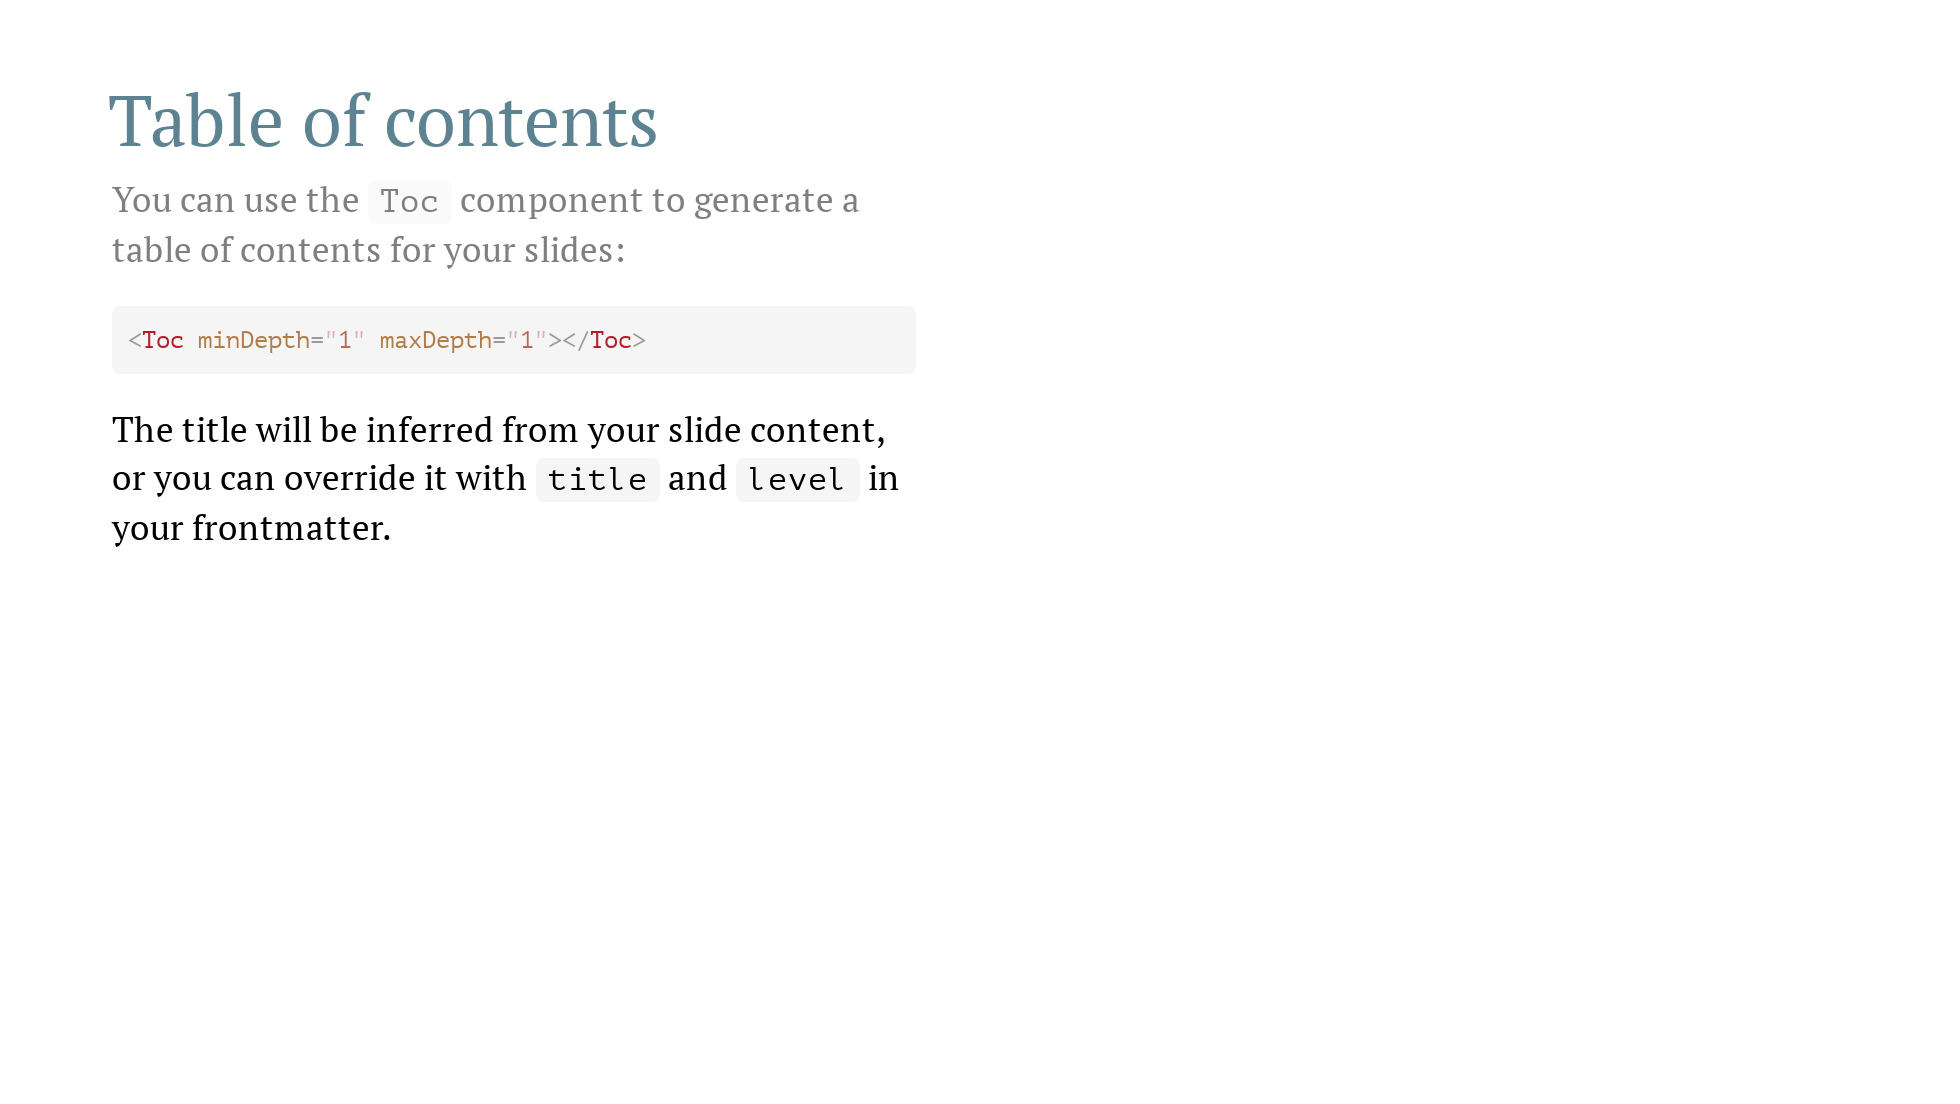 Table of contents
You can use the Toc component to generate a
table of contents for your slides:
<Toc minDepth="1" maxDepth="1"></Toc>
The title will be inferred from your slide content,
or you can override it with title and level in
your frontmatter.